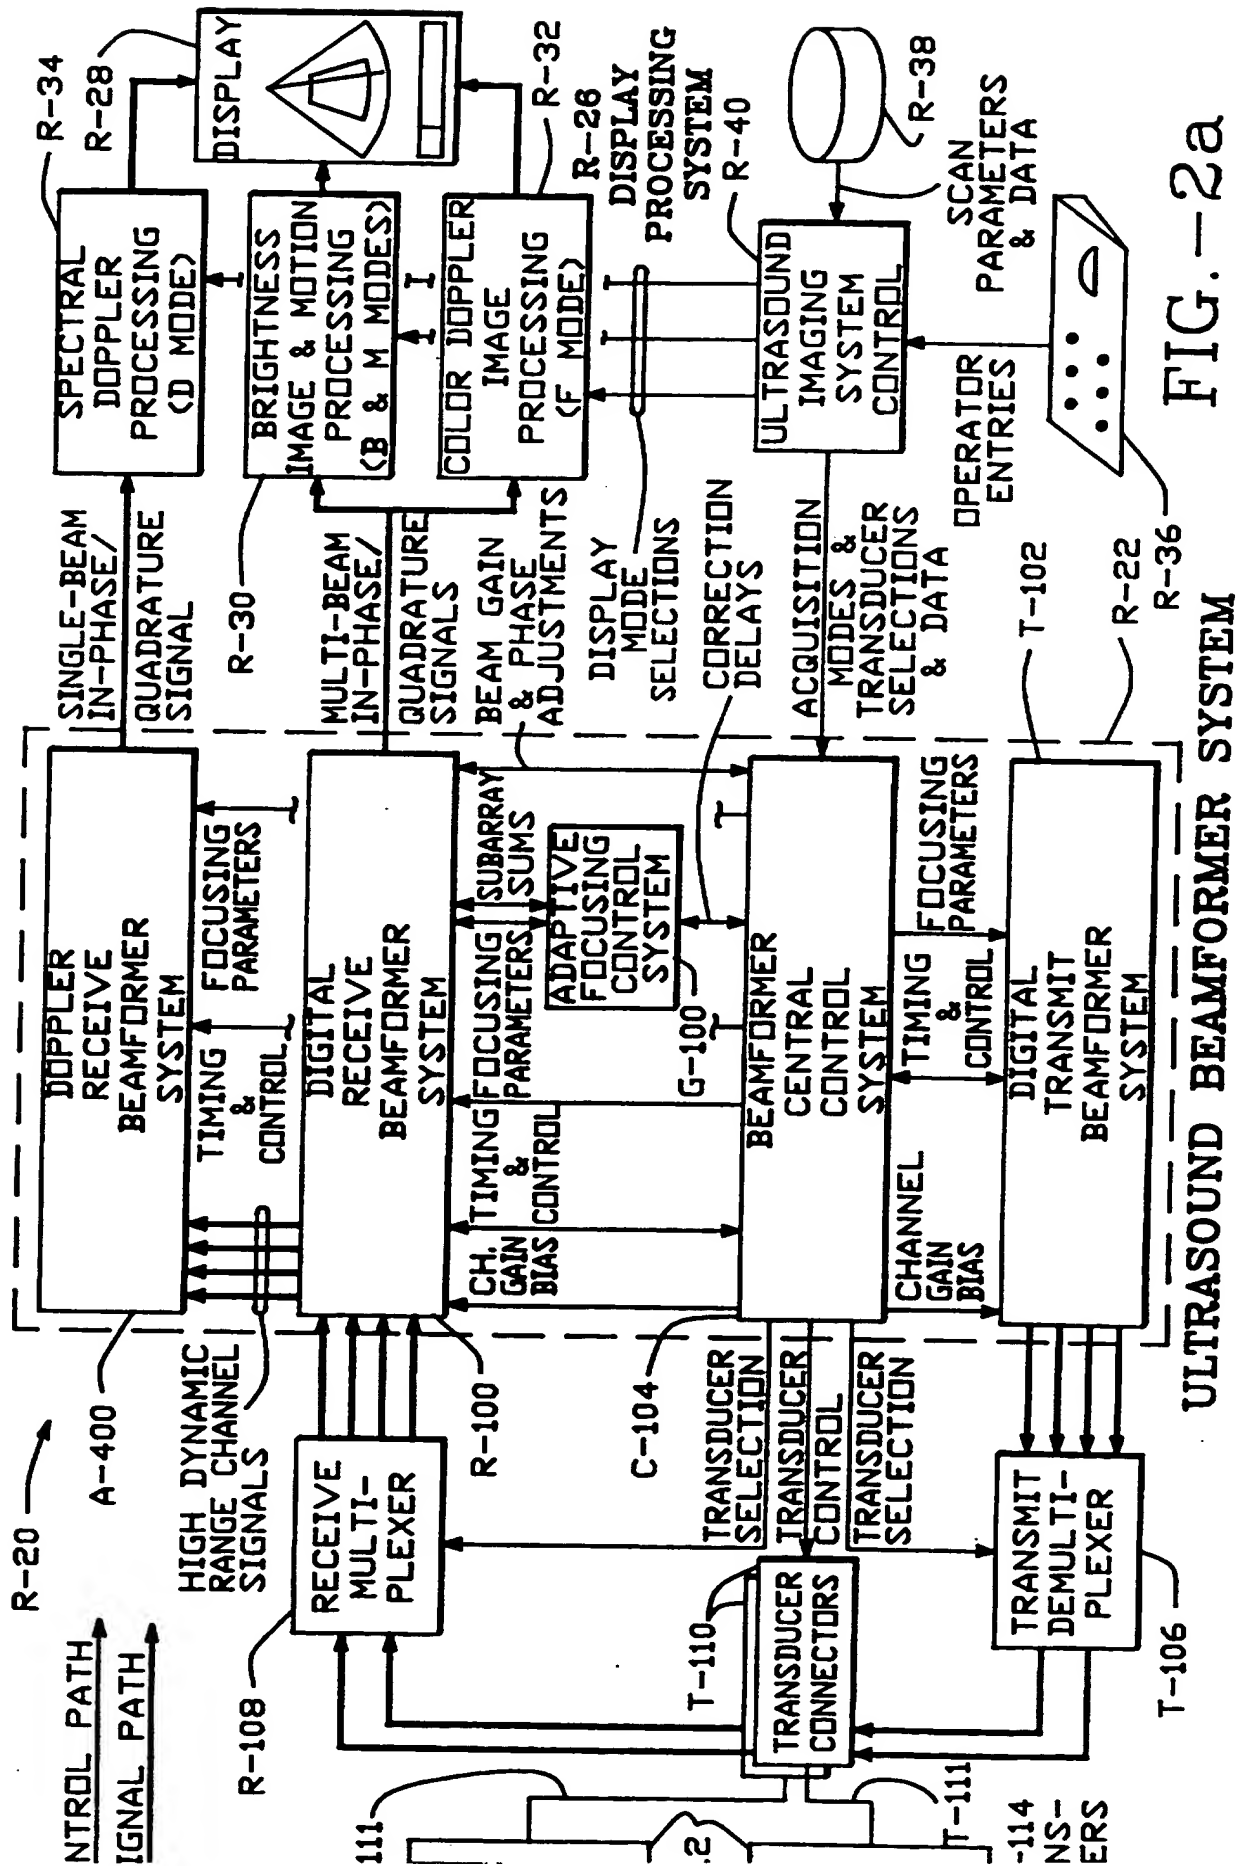 R-20
NTROL PATH
IGNAL PATH
HIGH DYNAMIC
RANGE CHANNEL
SIGNALS
A-400
DOPPLER
RECEIVE
BEAMFORMER
SYSTEM
SINGLE-BEAM
IN-PHASE/
QUADRATURE
SIGNAL
SPECTRAL
DOPPLER
PROCESSING
(D MODE)
R-34
R-28
DISPLAY
TIMING
&
CONTROL
FOCUSING
PARAMETERS
R-108
RECEIVE
MULTI-
PLEXER
R-100
DIGITAL
RECEIVE
BEAMFORMER
SYSTEM
R-30
MULTI-BEAM
IN-PHASE/
QUADRATURE
SIGNALS
BRIGHTNESS
IMAGE & MOTION
PROCESSING
(B & M MODES)
COLOR DOPPLER
IMAGE
PROCESSING
(F MODE)
R-32
R-26
DISPLAY
PROCESSING
SYSTEM
CH.
GAIN
BIAS
TIMING
&
CONTROL
FOCUSING
PARAMETERS
SUBARRAY
SUMS
BEAM GAIN
& PHASE
ADJUSTMENTS
ADAPTIVE
FOCUSING
CONTROL
SYSTEM
G-100
DISPLAY
MODE
SELECTIONS
CORRECTION
DELAYS
R-40
ULTRASOUND
IMAGING
SYSTEM
CONTROL
R-38
SCAN
PARAMETERS
& DATA
C-104
BEAMFORMER
CENTRAL
CONTROL
SYSTEM
ACQUISITION
MODES &
TRANSDUCER
SELECTIONS
& DATA
OPERATOR
ENTRIES
R-36
TRANSDUCER
SELECTION
TRANSDUCER
CONTROL
TRANSDUCER
SELECTION
T-110
TRANSDUCER
CONNECTORS
111
T-111
.2
-114
NS-
ERS
CHANNEL
GAIN
BIAS
TIMING
&
CONTROL
FOCUSING
PARAMETERS
DIGITAL
TRANSMIT
BEAMFORMER
SYSTEM
T-102
R-22
TRANSMIT
DEMULTI-
PLEXER
T-106
ULTRASOUND BEAMFORMER SYSTEM
FIG.-2a